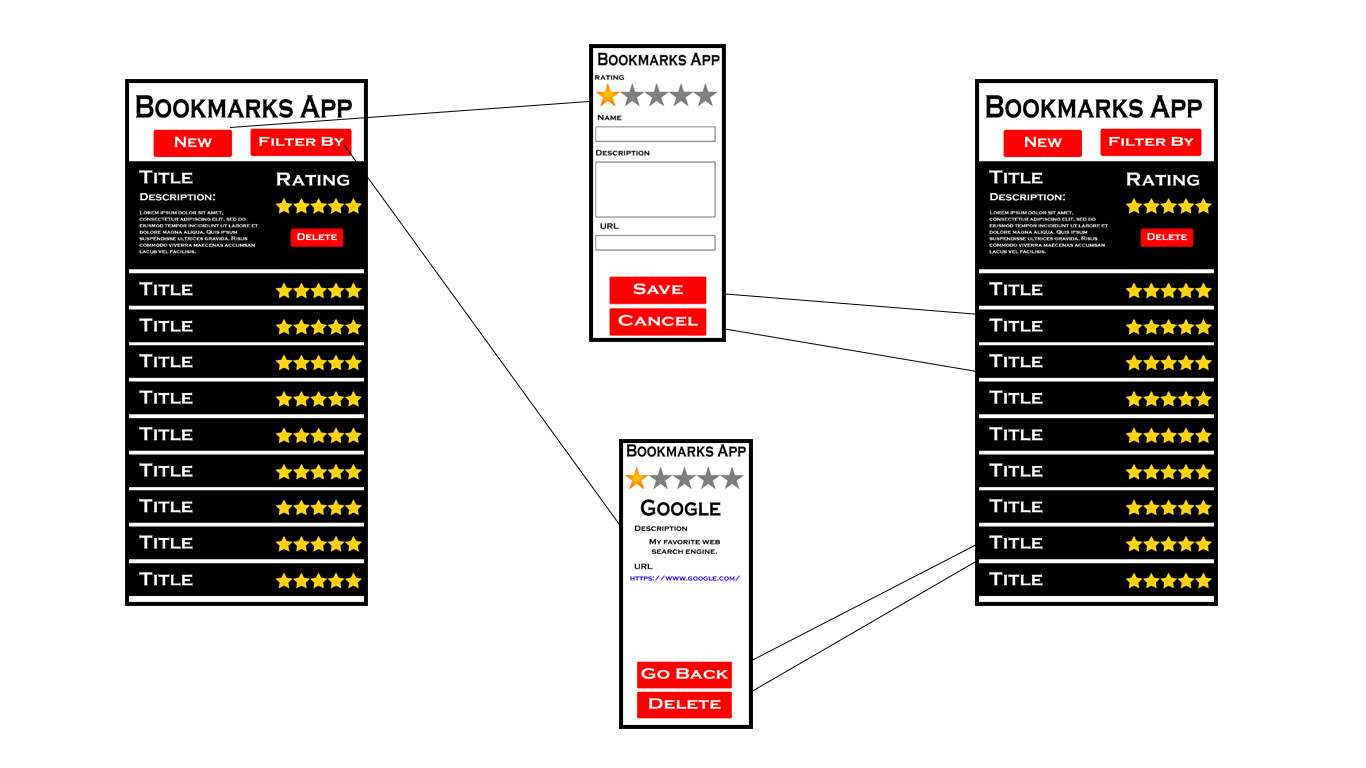 Bookmarks App
New
Filter By
Title
Rating
Description:
Lorem ipsum dolor sit amet,
consectetur adipiscing elit, sed do
eiusmod tempor incididunt ut labore et
dolore magna aliqua. Quis ipsum
suspendisse ultrices gravida. Risus
commodo viverra maecenas accumsan
lacus vel facilisis.
Delete
Title
Title
Title
Title
Title
Title
Title
Title
Title
Bookmarks App
rating
Name
Description
URL
Save
Cancel
Bookmarks App
Google
Description
My favorite web
search engine.
URL
https://www.google.com/
Go Back
Delete
Bookmarks App
New
Filter By
Title
Rating
Description:
Lorem ipsum dolor sit amet,
consectetur adipiscing elit, sed do
eiusmod tempor incididunt ut labore et
dolore magna aliqua. Quis ipsum
suspendisse ultrices gravida. Risus
commodo viverra maecenas accumsan
lacus vel facilisis.
Delete
Title
Title
Title
Title
Title
Title
Title
Title
Title